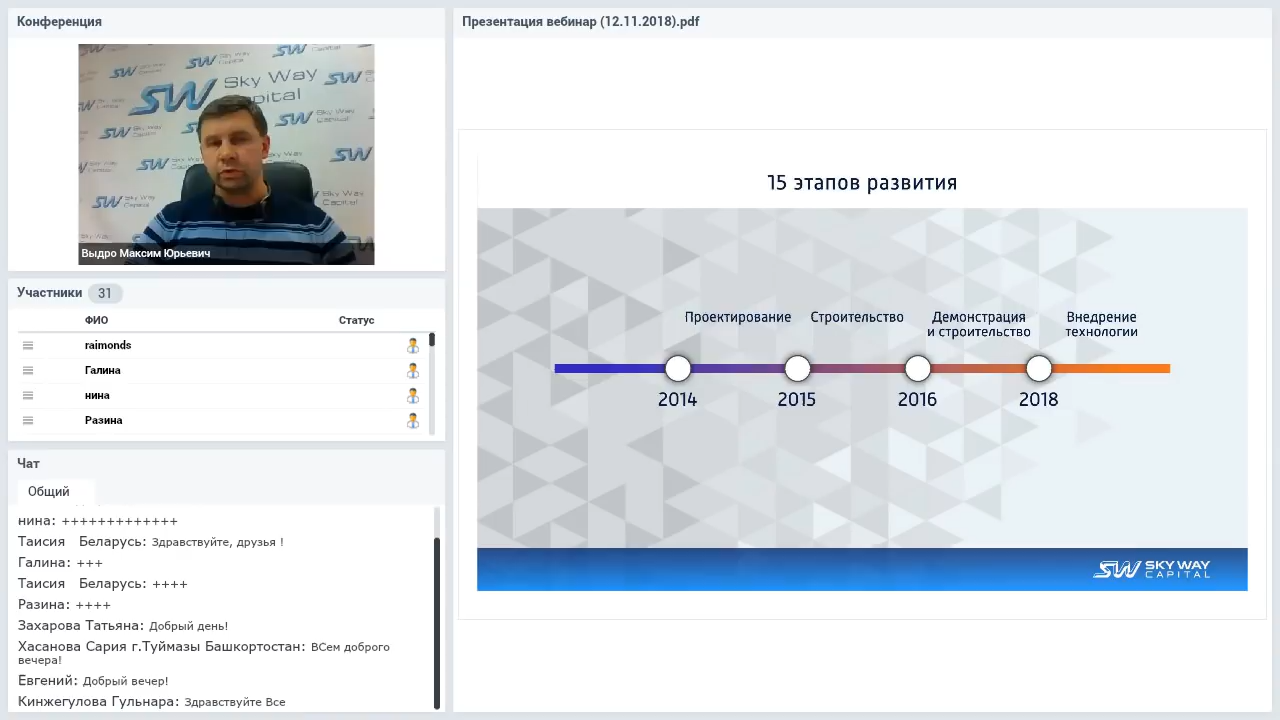 Конференция
SW
Sky Way
Capital
Выдро Максим Юрьевич
Участники 31
ФИО Статус
raimonds
Галина
нина
Разина
Чат
Общий
нина: +++++++++++++
Таисия Беларусь: Здравствуйте, друзья !
Галина: +++
Таисия Беларусь: ++++
Разина: ++++
Захарова Татьяна: Добрый день!
Хасанова Сария г.Туймазы Башкортостан: ВСем доброго
вечера!
Евгений: Добрый вечер!
Кинжегулова Гульнара: Здравствуйте Все
Презентация вебинар (12.11.2018).pdf
15 этапов развития
Проектирование Строительство Демонстрация Внедрение
и строительство технологии
2014 2015 2016 2018
SW SKY WAY
CAPITAL